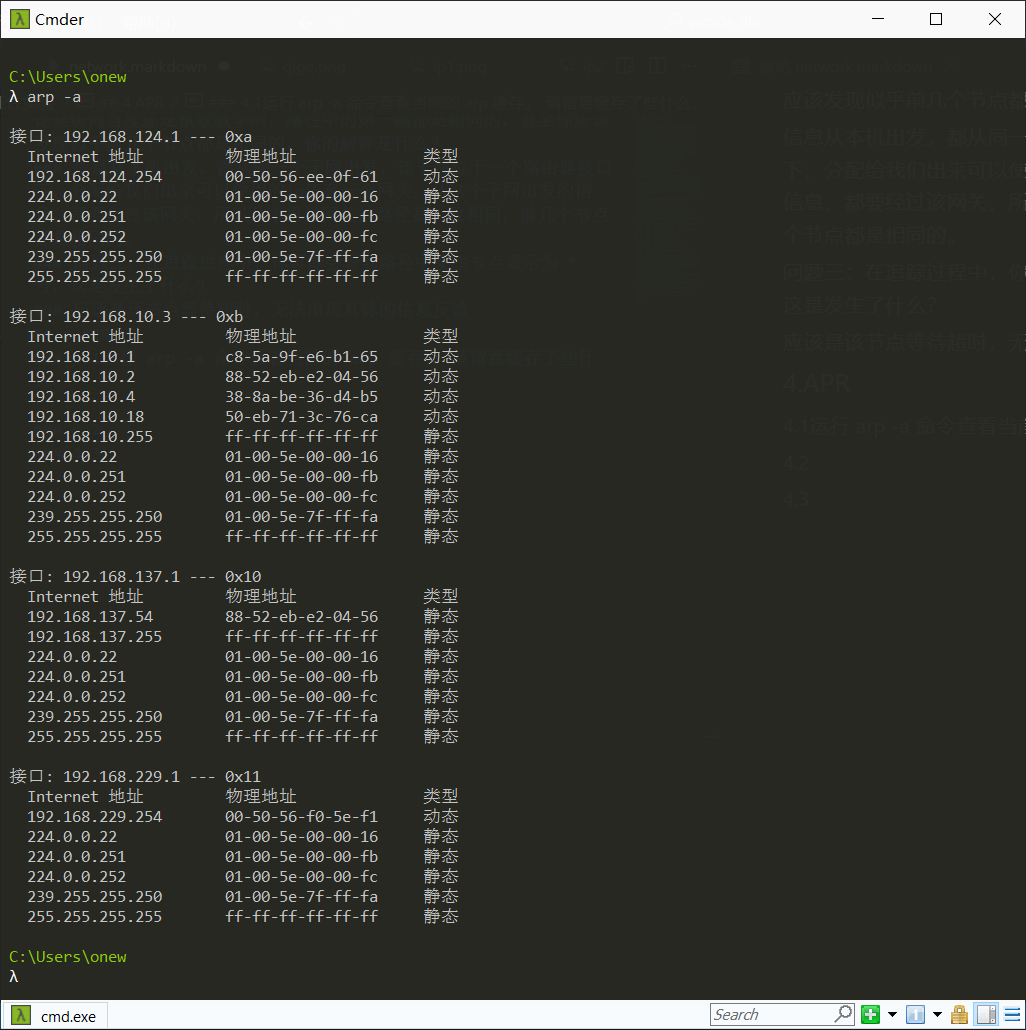 Cmder
C:\Users\onew
λ arp -a
接口: 192.168.124.1 --- 0xa
Internet 地址 物理地址 类型
192.168.124.254 00-50-56-ee-0f-61 动态
224.0.0.22 01-00-5e-00-00-16 静态
224.0.0.251 01-00-5e-00-00-fb 静态
224.0.0.252 01-00-5e-00-00-fc 静态
239.255.255.250 01-00-5e-7f-ff-fa 静态
255.255.255.255 ff-ff-ff-ff-ff-ff 静态
接口: 192.168.10.3 --- 0xb
Internet 地址 物理地址 类型
192.168.10.1 c8-5a-9f-e6-b1-65 动态
192.168.10.2 88-52-eb-e2-04-56 动态
192.168.10.4 38-8a-be-36-d4-b5 动态
192.168.10.18 50-eb-71-3c-76-ca 动态
192.168.10.255 ff-ff-ff-ff-ff-ff 静态
224.0.0.22 01-00-5e-00-00-16 静态
224.0.0.251 01-00-5e-00-00-fb 静态
224.0.0.252 01-00-5e-00-00-fc 静态
239.255.255.250 01-00-5e-7f-ff-fa 静态
255.255.255.255 ff-ff-ff-ff-ff-ff 静态
接口: 192.168.137.1 --- 0x10
Internet 地址 物理地址 类型
192.168.137.54 88-52-eb-e2-04-56 静态
192.168.137.255 ff-ff-ff-ff-ff-ff 静态
224.0.0.22 01-00-5e-00-00-16 静态
224.0.0.251 01-00-5e-00-00-fb 静态
224.0.0.252 01-00-5e-00-00-fc 静态
239.255.255.250 01-00-5e-7f-ff-fa 静态
255.255.255.255 ff-ff-ff-ff-ff-ff 静态
接口: 192.168.229.1 --- 0x11
Internet 地址 物理地址 类型
192.168.229.254 00-50-56-f0-5e-f1 动态
224.0.0.22 01-00-5e-00-00-16 静态
224.0.0.251 01-00-5e-00-00-fb 静态
224.0.0.252 01-00-5e-00-00-fc 静态
239.255.255.250 01-00-5e-7f-ff-fa 静态
255.255.255.255 ff-ff-ff-ff-ff-ff 静态
C:\Users\onew
λ
cmd.exe
Search